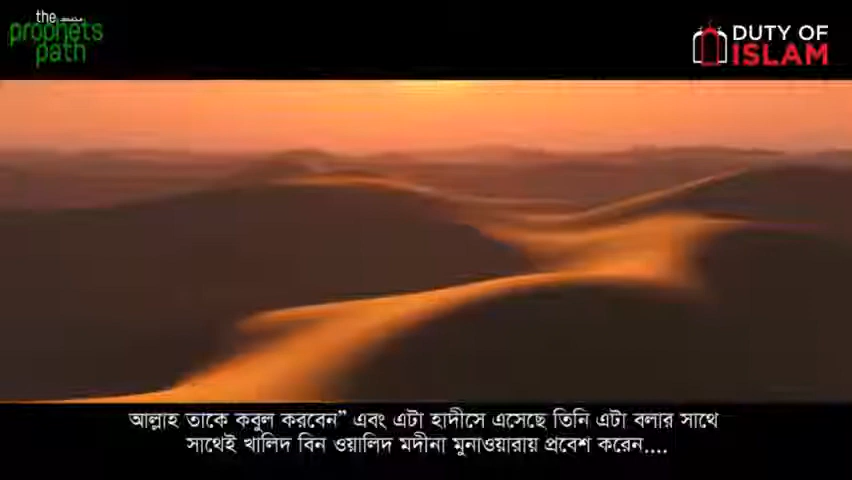 the
prophets
path
DUTY OF
ISLAM
আল্লাহ তাকে কবুল করবেন” এবং এটা হাদীসে এসেছে তিনি এটা বলার সাথে
সাথেই খালিদ বিন ওয়ালিদ মদীনা মুনাওয়ারায় প্রবেশ করেন....